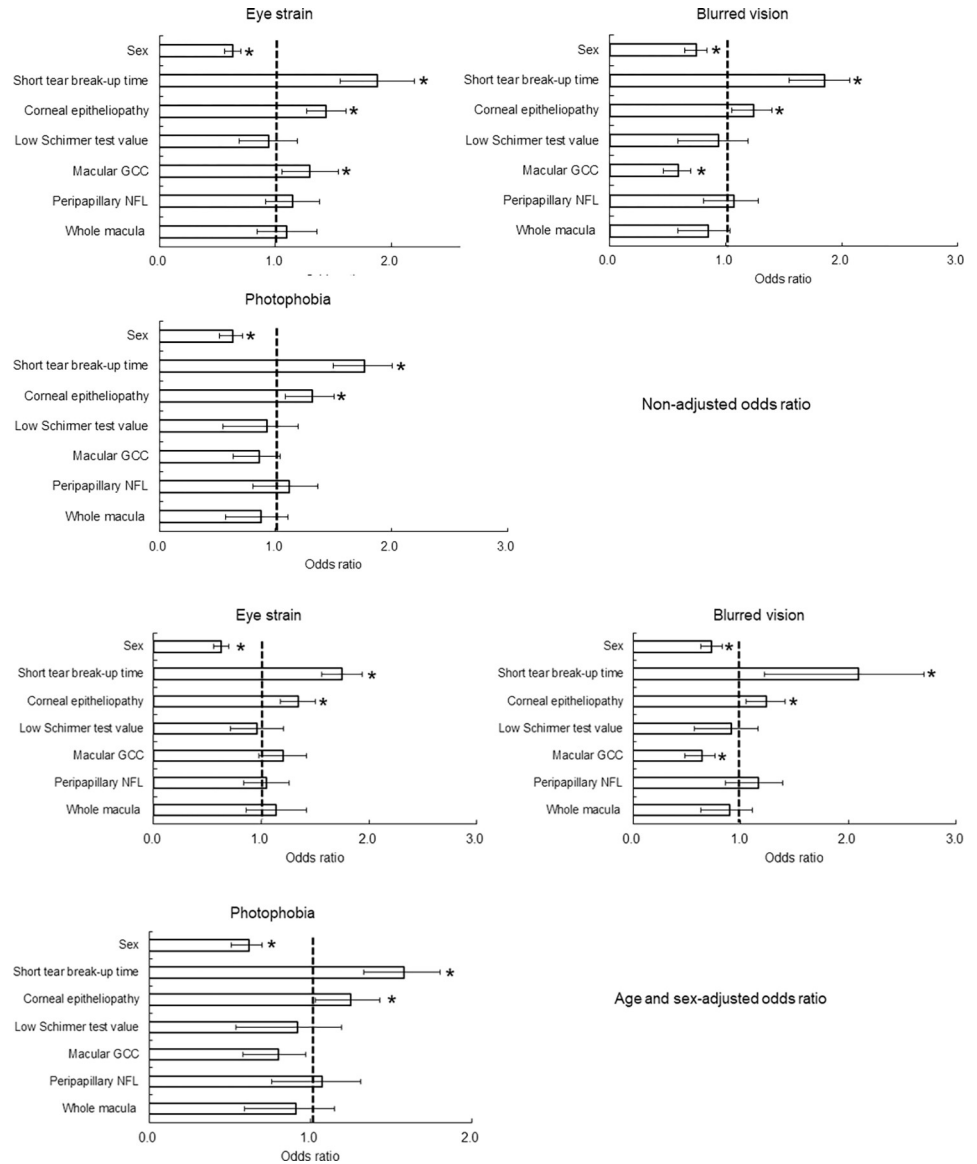 Eye strain
Sex
*
Short tear break-up time
*
Corneal epitheliopathy
*
Low Schirmer test value
Macular GCC
*
Peripapillary NFL
Whole macula
0.0 1.0 2.0
Blurred vision
Sex
*
Short tear break-up time
*
Corneal epitheliopathy
*
Low Schirmer test value
Macular GCC
*
Peripapillary NFL
Whole macula
0.0 1.0 2.0 3.0
Odds ratio
Photophobia
Sex
*
Short tear break-up time
*
Corneal epitheliopathy
*
Low Schirmer test value
Macular GCC
Peripapillary NFL
Whole macula
0.0 1.0 2.0 3.0
Odds ratio
Non-adjusted odds ratio
Eye strain
Sex
*
Short tear break-up time
*
Corneal epitheliopathy
*
Low Schirmer test value
Macular GCC
Peripapillary NFL
Whole macula
0.0 1.0 2.0 3.0
Odds ratio
Blurred vision
Sex
*
Short tear break-up time
*
Corneal epitheliopathy
*
Low Schirmer test value
Macular GCC
*
Peripapillary NFL
Whole macula
0.0 1.0 2.0 3.0
Odds ratio
Photophobia
Sex
*
Short tear break-up time
*
Corneal epitheliopathy
*
Low Schirmer test value
Macular GCC
Peripapillary NFL
Whole macula
0.0 1.0 2.0
Odds ratio
Age and sex-adjusted odds ratio